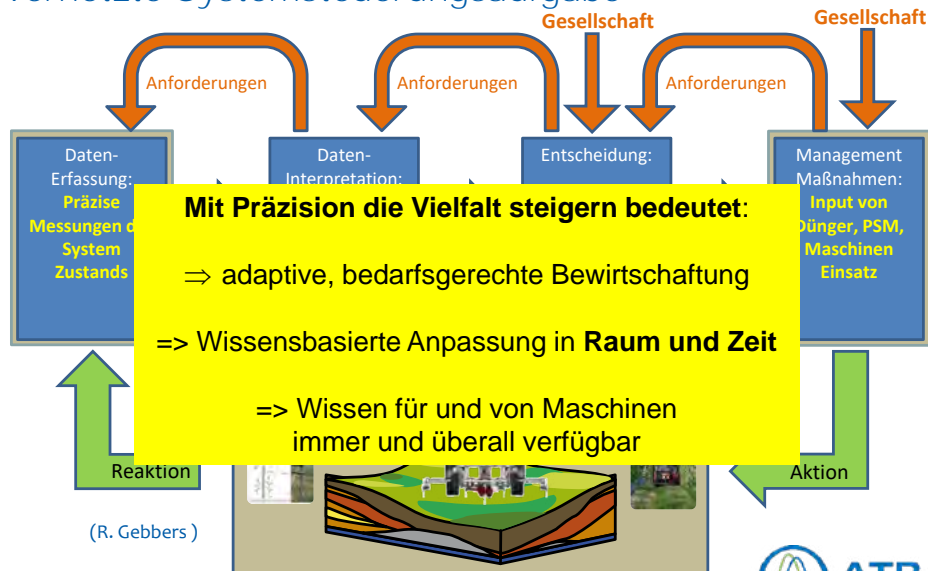 Vernetzte Systemsteuerungsaufgabe
Gesellschaft
Gesellschaft
Anforderungen
Anforderungen
Anforderungen
Daten-
Erfassung:
Präzise
Messungen d
System
Zustands
Daten-
Interpretation:
Entscheidung:
Management
Maßnahmen:
Input von
Dünger, PSM,
Maschinen
Einsatz
Mit Präzision die Vielfalt steigern bedeutet:
⇒ adaptive, bedarfsgerechte Bewirtschaftung
=> Wissensbasierte Anpassung in Raum und Zeit
=> Wissen für und von Maschinen
immer und überall verfügbar
Reaktion
Aktion
(R. Gebbers )
ATB